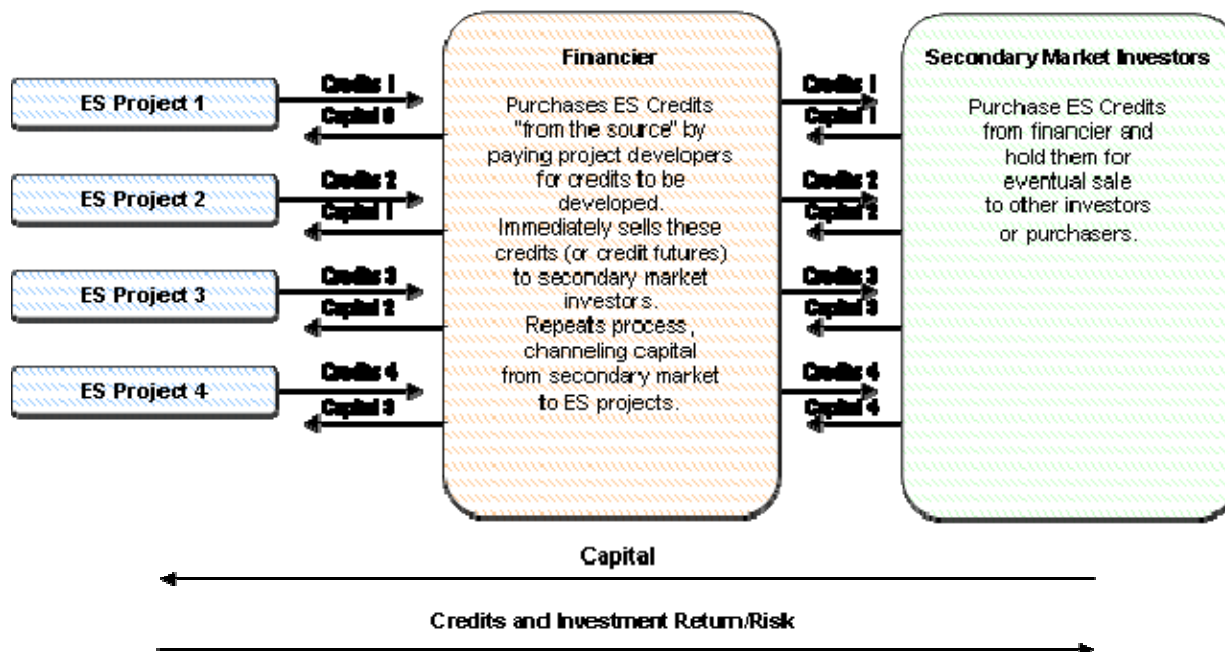 ES Project 1
Credits 1
Capital 0
ES Project 2
Credits 2
Capital 1
ES Project 3
Credits 3
Capital 2
ES Project 4
Credits 4
Capital 3
Financier
Purchases ES Credits
"from the source" by
paying project developers
for credits to be
developed.
Immediately sells these
credits (or credit futures)
to secondary market
investors.
Repeats process,
channeling capital
from secondary market
to ES projects.
Credits 1
Capital 1
Credits 2
Capital 2
Credits 3
Capital 3
Credits 4
Capital 4
Secondary Market Investors
Purchase ES Credits
from financier and
hold them for
eventual sale
to other investors
or purchasers.
Capital
Credits and Investment Return/Risk